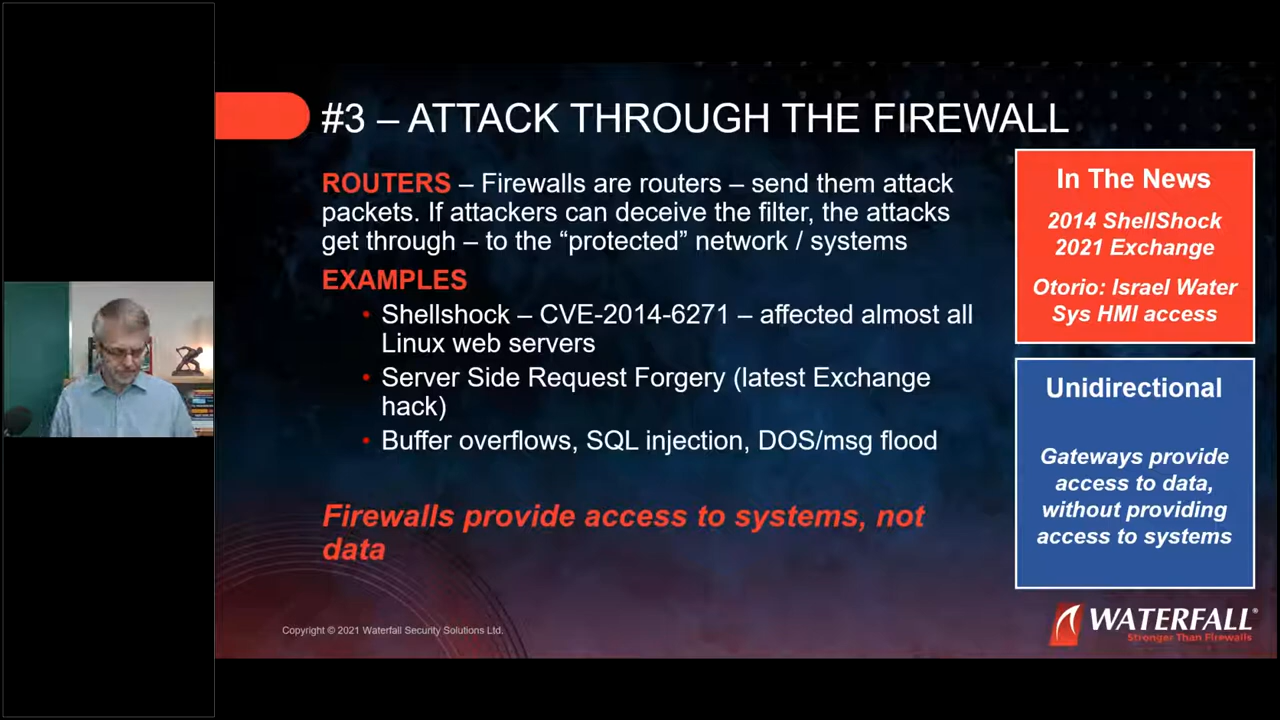 #3 – ATTACK THROUGH THE FIREWALL
ROUTERS – Firewalls are routers – send them attack
packets. If attackers can deceive the filter, the attacks
get through – to the “protected” network / systems
EXAMPLES
• Shellshock – CVE-2014-6271 – affected almost all
Linux web servers
• Server Side Request Forgery (latest Exchange
hack)
• Buffer overflows, SQL injection, DOS/msg flood
Firewalls provide access to systems, not
data
In The News
2014 ShellShock
2021 Exchange
Otorio: Israel Water
Sys HMI access
Unidirectional
Gateways provide
access to data,
without providing
access to systems
Copyright © 2021 Waterfall Security Solutions Ltd.
WATERFALL®
Stronger Than Firewalls